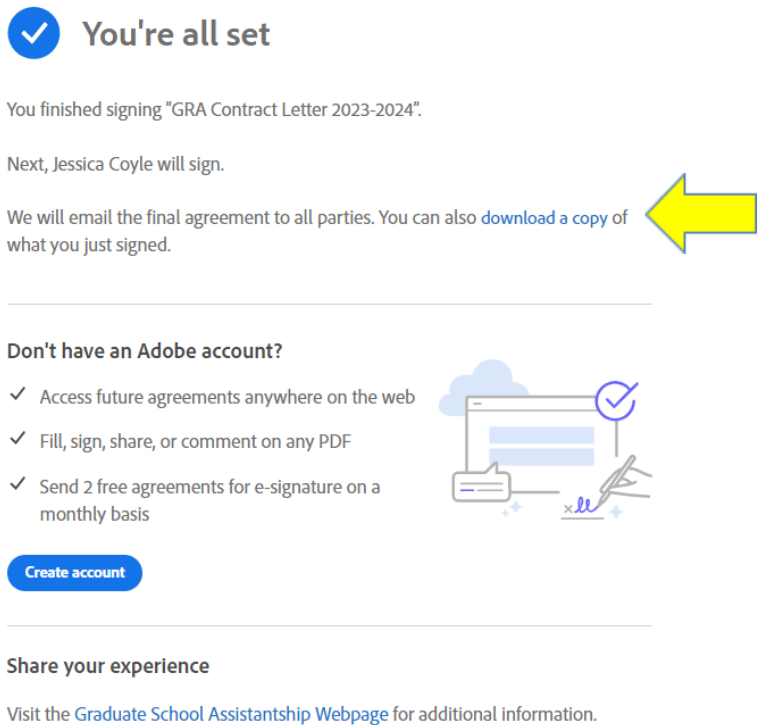 You're all set
You finished signing "GRA Contract Letter 2023-2024".
Next, Jessica Coyle will sign.
We will email the final agreement to all parties. You can also download a copy of
what you just signed.
Don't have an Adobe account?
Access future agreements anywhere on the web
Fill, sign, share, or comment on any PDF
Send 2 free agreements for e-signature on a
monthly basis
Create account
Share your experience
Visit the Graduate School Assistantship Webpage for additional information.